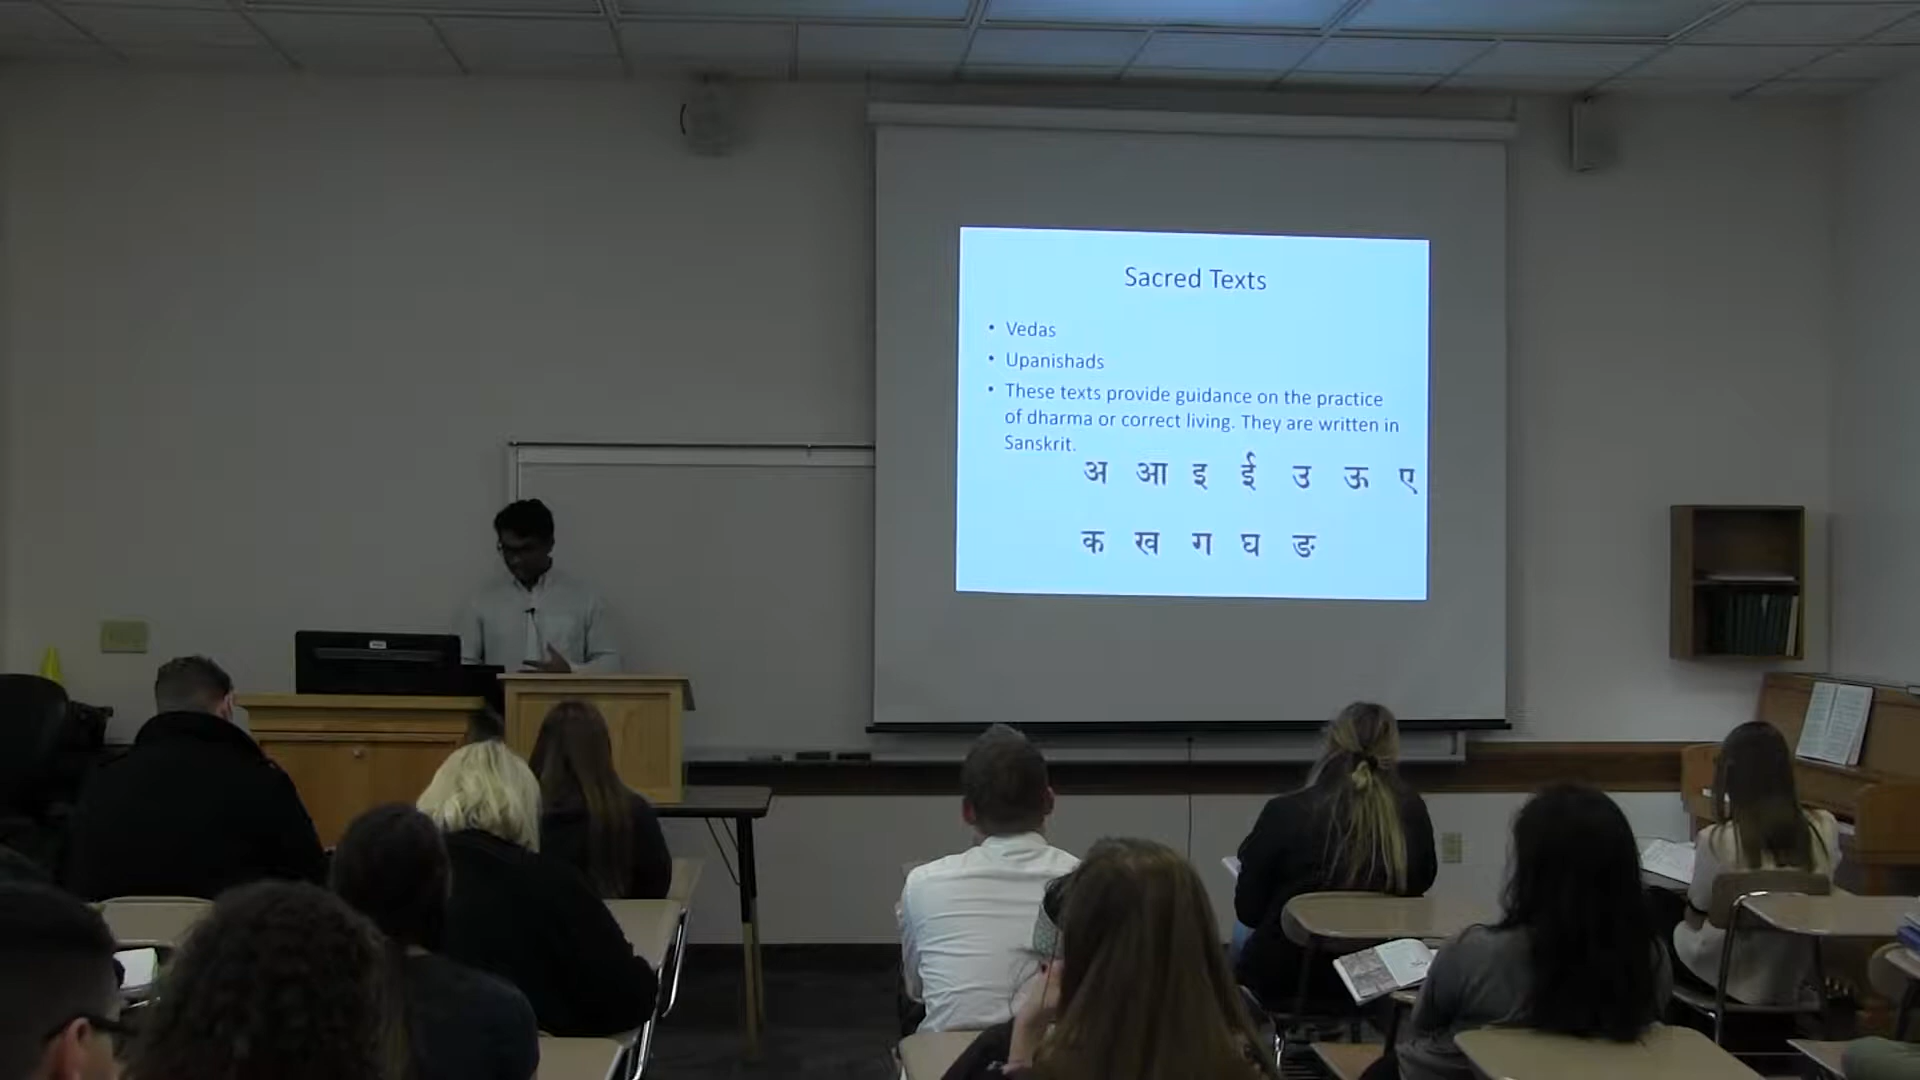 Sacred Texts
• Vedas
• Upanishads
• These texts provide guidance on the practice
of dharma or correct living. They are written in
Sanskrit.
अ आ इ ई उ ऊ ए
क ख ग घ ङ